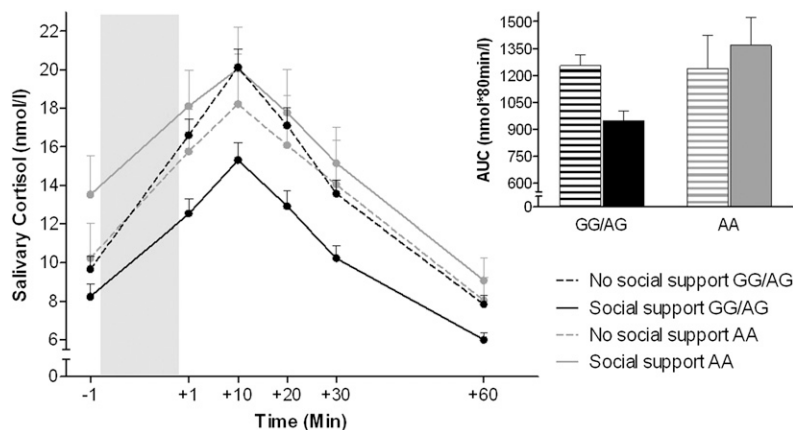 22
20
18
16
14
12
10
8
6
0
Salivary Cortisol (nmol/l)
-1
+1
+10
+20
+30
+60
Time (Min)
1500
1350
1200
1050
900
750
600
0
AUC (nmol*80min/l)
GG/AG
AA
No social support GG/AG
Social support GG/AG
No social support AA
Social support AA